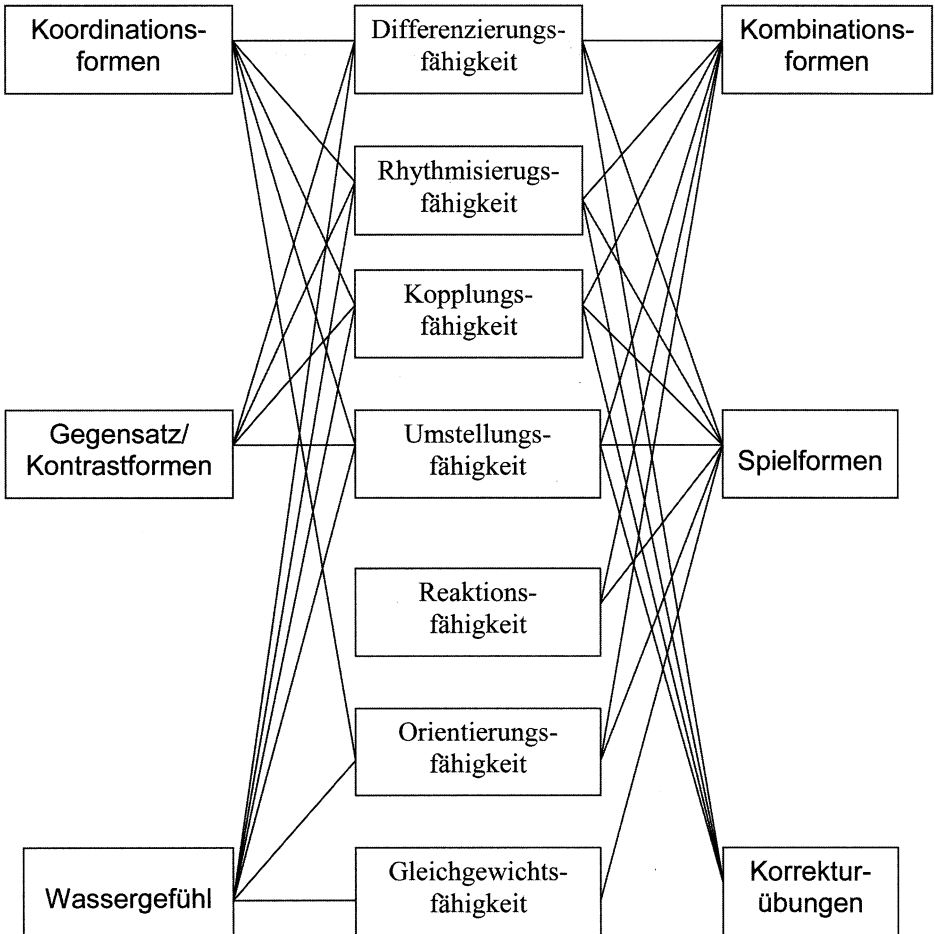 Koordinations-
formen
Differenzierungs-
fähigkeit
Kombinations-
formen
Rhythmisierugs-
fähigkeit
Kopplungs-
fähigkeit
Gegensatz/
Kontrastformen
Umstellungs-
fähigkeit
Spielformen
Reaktions-
fähigkeit
Orientierungs-
fähigkeit
Wassergefühl
Gleichgewichts-
fähigkeit
Korrektur-
übungen